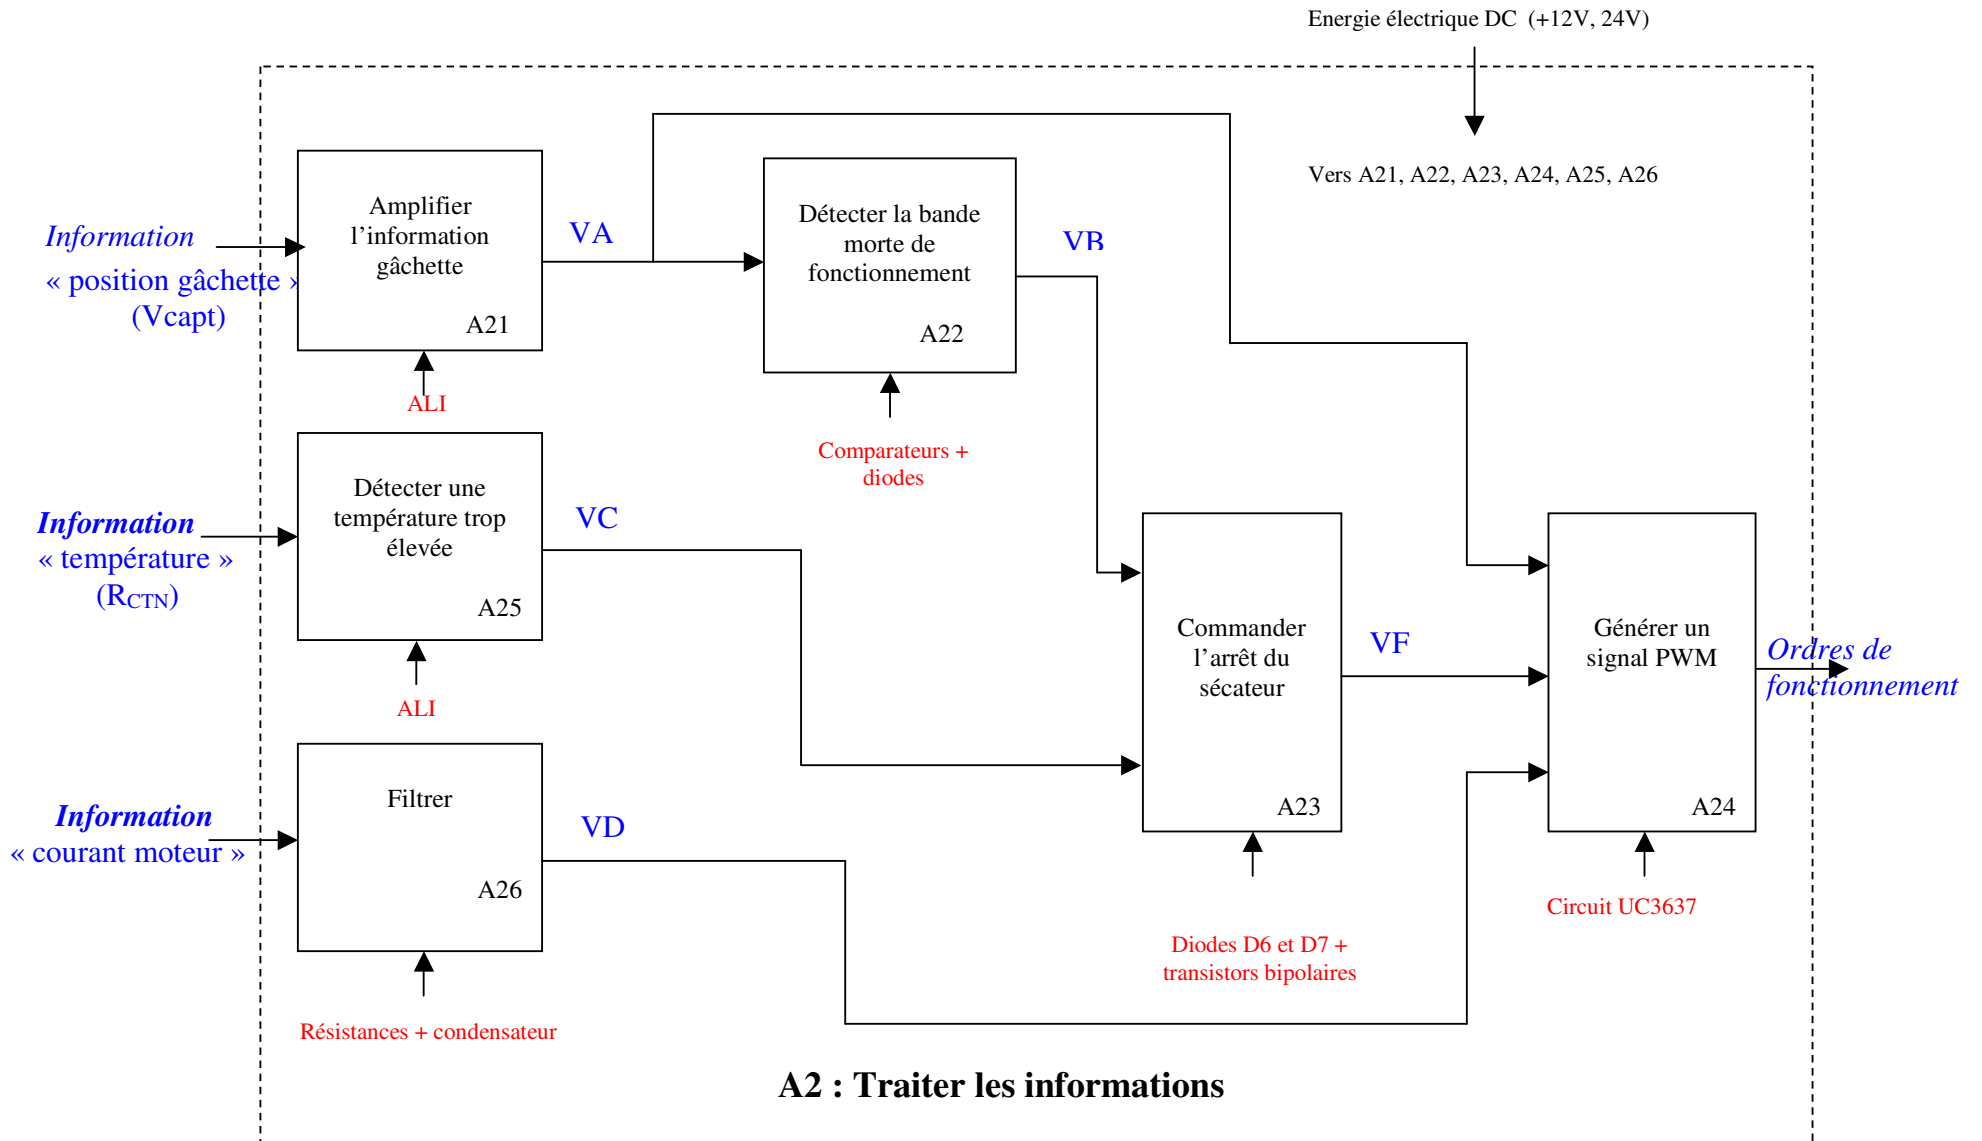 Energie électrique DC  (+12V, 24V)
Vers A21, A22, A23, A24, A25, A26
Information
« position gâchette »
(Vcapt)
Amplifier
l’information
gâchette
A21
ALI
VA
Détecter la bande
morte de
fonctionnement
A22
Comparateurs +
diodes
VB
Information
« température »
(RCTN)
Détecter une
température trop
élevée
A25
ALI
VC
Information
« courant moteur »
Filtrer
A26
Résistances + condensateur
VD
Commander
l’arrêt du
sécateur
A23
Diodes D6 et D7 +
transistors bipolaires
VF
Générer un
signal PWM
A24
Circuit UC3637
Ordres de
fonctionnement
A2 : Traiter les informations